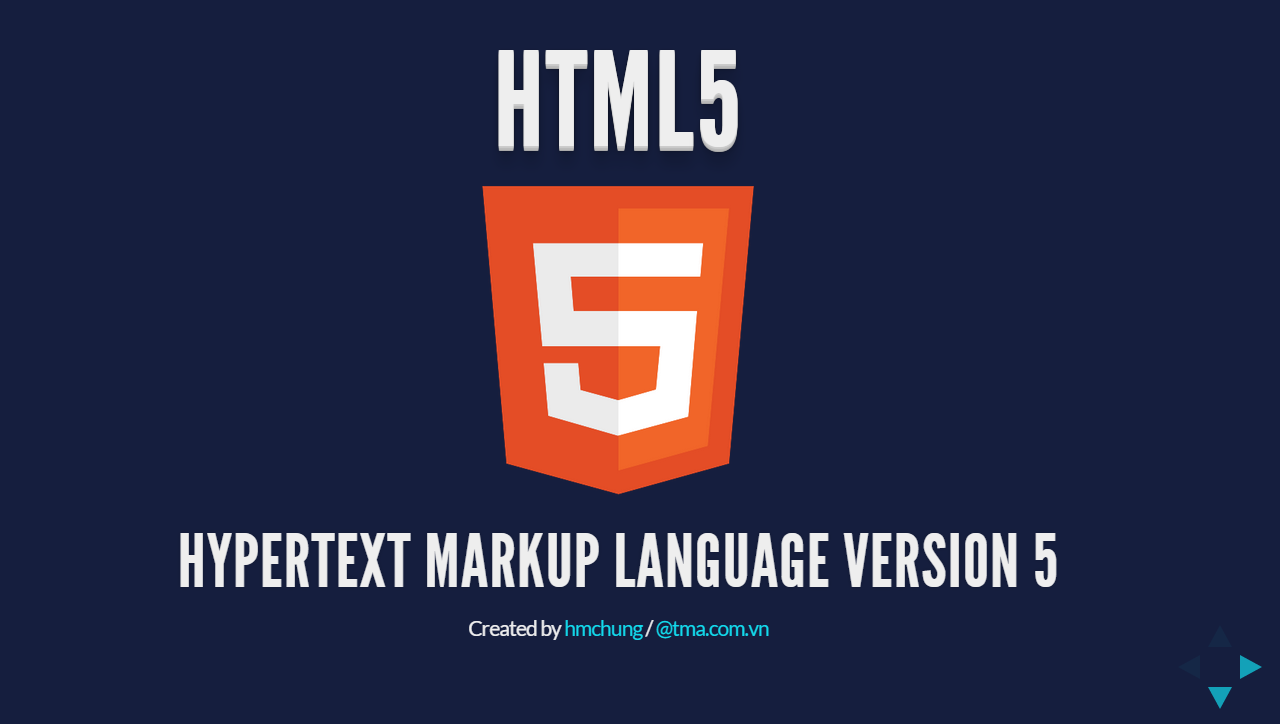 HTML5
5
HYPERTEXT MARKUP LANGUAGE VERSION 5
Created by hmchung / @tma.com.vn